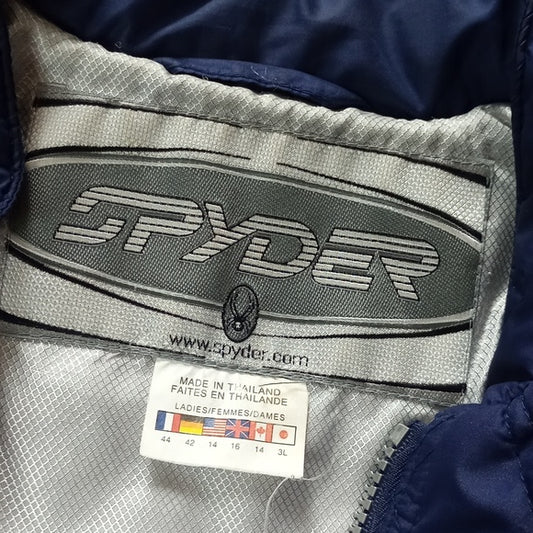 SPYDER
www.spyder.com
MADE IN THAILAND
FAITES EN THAILANDE
LADIES/FEMMES/DAMES
44 42 14 16 14 3L